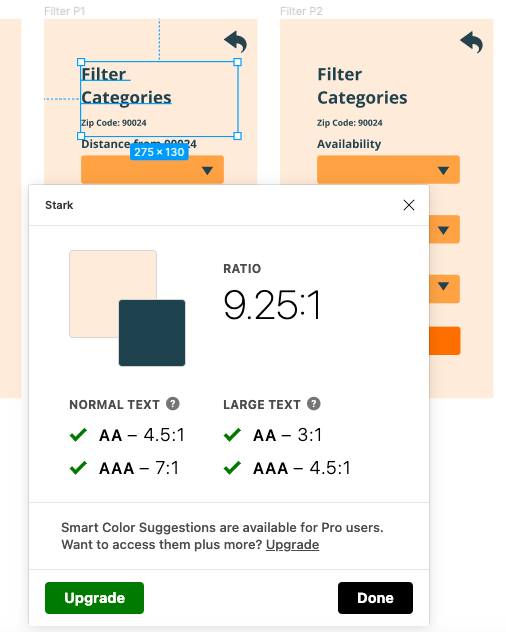 Filter P1
Filter P2
Filter
Categories
Zip Code: 90024
Distance from 90024
275 × 130
Filter
Categories
Zip Code: 90024
Availability
Stark
RATIO
9.25:1
NORMAL TEXT ?
AA – 4.5:1
AAA – 7:1
LARGE TEXT ?
AA – 3:1
AAA – 4.5:1
Smart Color Suggestions are available for Pro users.
Want to access them plus more? Upgrade
Upgrade
Done